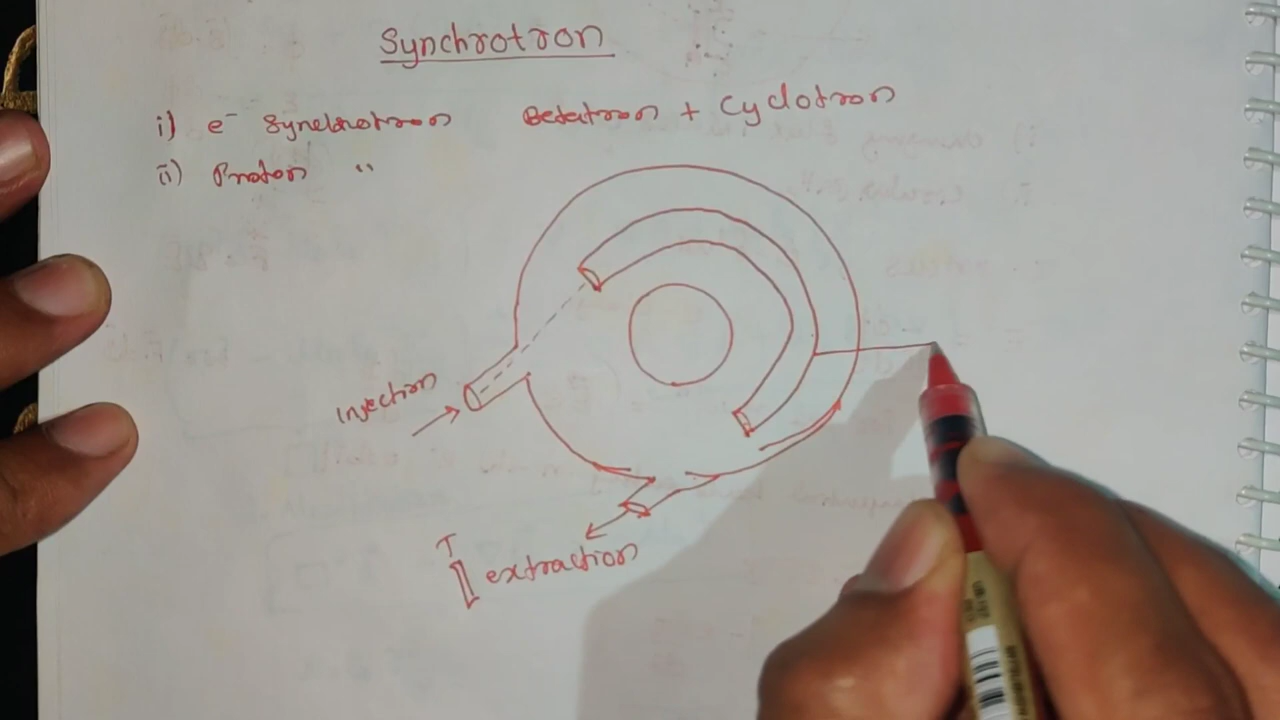 Synchrotron
i) e⁻ Synchrotron Betatron + Cyclotron
ii) Proton "
Injection
T
extraction